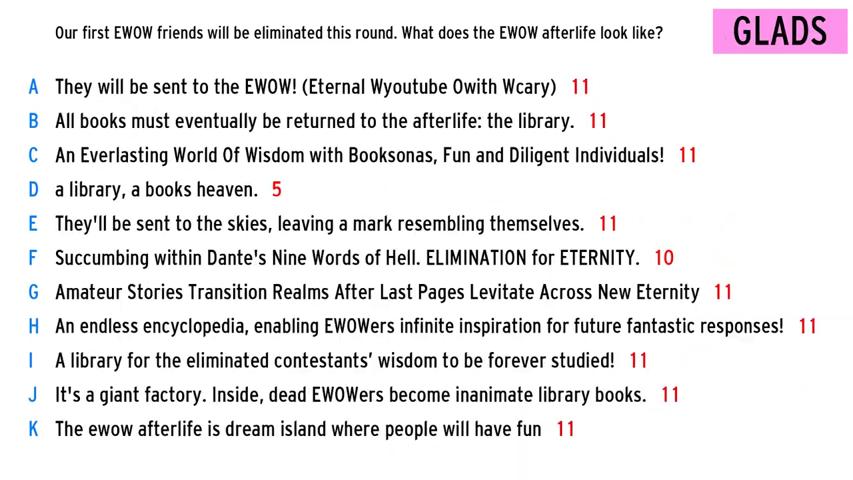 Our first EWOW friends will be eliminated this round. What does the EWOW afterlife look like?
GLADS
A They will be sent to the EWOW! (Eternal Wyoutube Owith Wcary) 11
B All books must eventually be returned to the afterlife: the library. 11
C An Everlasting World Of Wisdom with Booksonas, Fun and Diligent Individuals! 11
D a library, a books heaven. 5
E They'll be sent to the skies, leaving a mark resembling themselves. 11
F Succumbing within Dante's Nine Words of Hell. ELIMINATION for ETERNITY. 10
G Amateur Stories Transition Realms After Last Pages Levitate Across New Eternity 11
H An endless encyclopedia, enabling EWOWers infinite inspiration for future fantastic responses! 11
I A library for the eliminated contestants’ wisdom to be forever studied! 11
J It's a giant factory. Inside, dead EWOWers become inanimate library books. 11
K The ewow afterlife is dream island where people will have fun 11